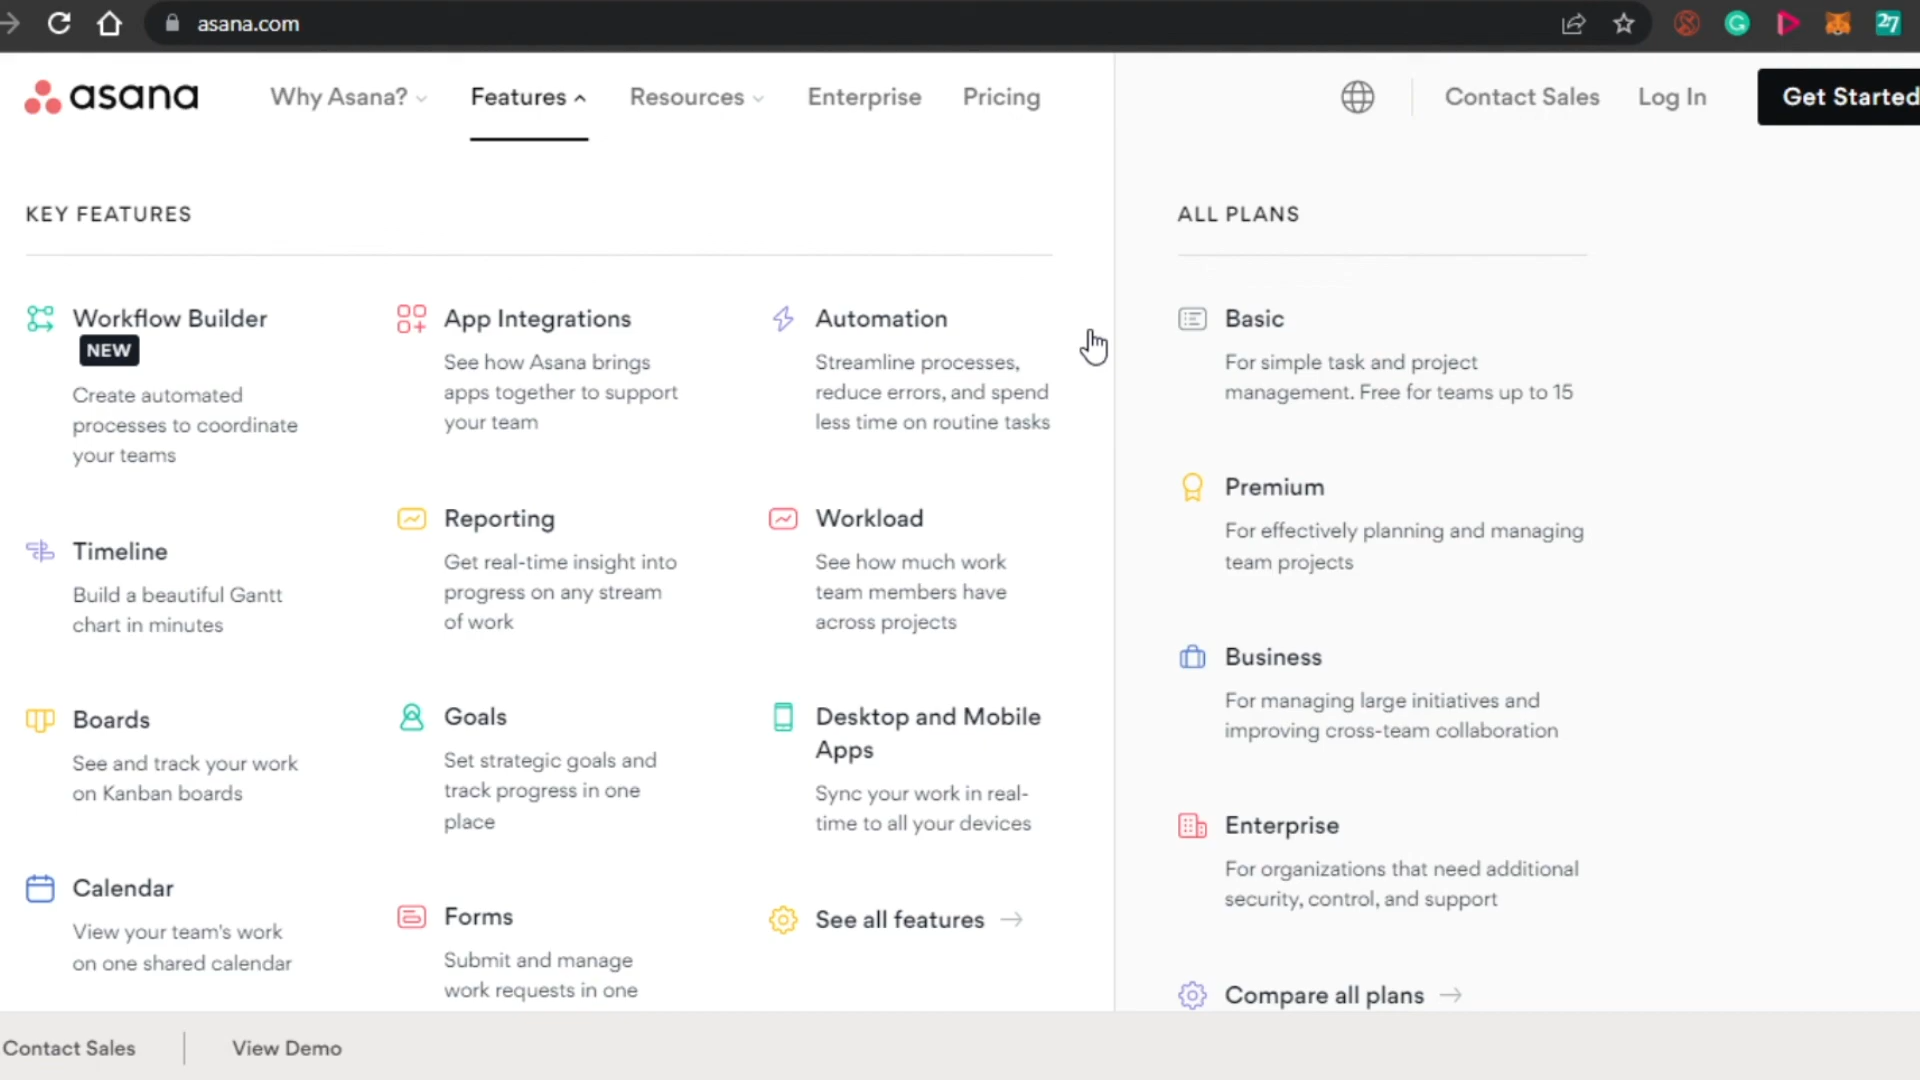 asana.com
27
asana
Why Asana?
Features
Resources
Enterprise
Pricing
Contact Sales
Log In
Get Started
KEY FEATURES
Workflow Builder
NEW
Create automated
processes to coordinate
your teams
Timeline
Build a beautiful Gantt
chart in minutes
Boards
See and track your work
on Kanban boards
Calendar
View your team's work
on one shared calendar
App Integrations
See how Asana brings
apps together to support
your team
Reporting
Get real-time insight into
progress on any stream
of work
Goals
Set strategic goals and
track progress in one
place
Forms
Submit and manage
work requests in one
Automation
Streamline processes,
reduce errors, and spend
less time on routine tasks
Workload
See how much work
team members have
across projects
Desktop and Mobile
Apps
Sync your work in real-
time to all your devices
See all features
ALL PLANS
Basic
For simple task and project
management. Free for teams up to 15
Premium
For effectively planning and managing
team projects
Business
For managing large initiatives and
improving cross-team collaboration
Enterprise
For organizations that need additional
security, control, and support
Compare all plans
Contact Sales
View Demo